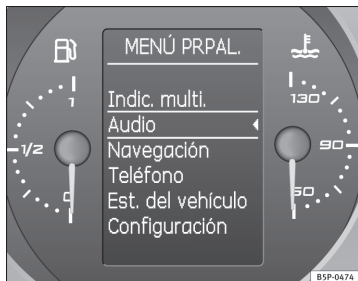 MENÚ PRPAL.
Indic. multi.
Audio
Navegación
Teléfono
Est. del vehículo
Configuración
1
1/2
0
130
90
50
B5P-0474